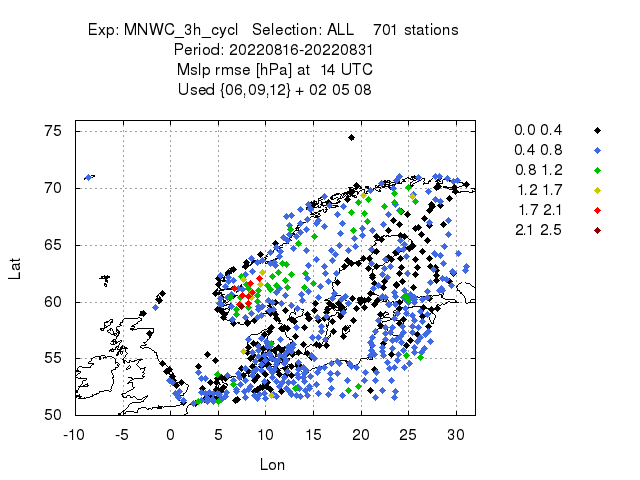 Exp: MNWC_3h_cycl   Selection: ALL    701 stations
Period: 20220816-20220831
Mslp rmse [hPa] at  14 UTC
Used {06,09,12} + 02 05 08
0.0 0.4
0.4 0.8
0.8 1.2
1.2 1.7
1.7 2.1
2.1 2.5
75
70
65
60
55
50
Lat
-10 -5 0 5 10 15 20 25 30
Lon